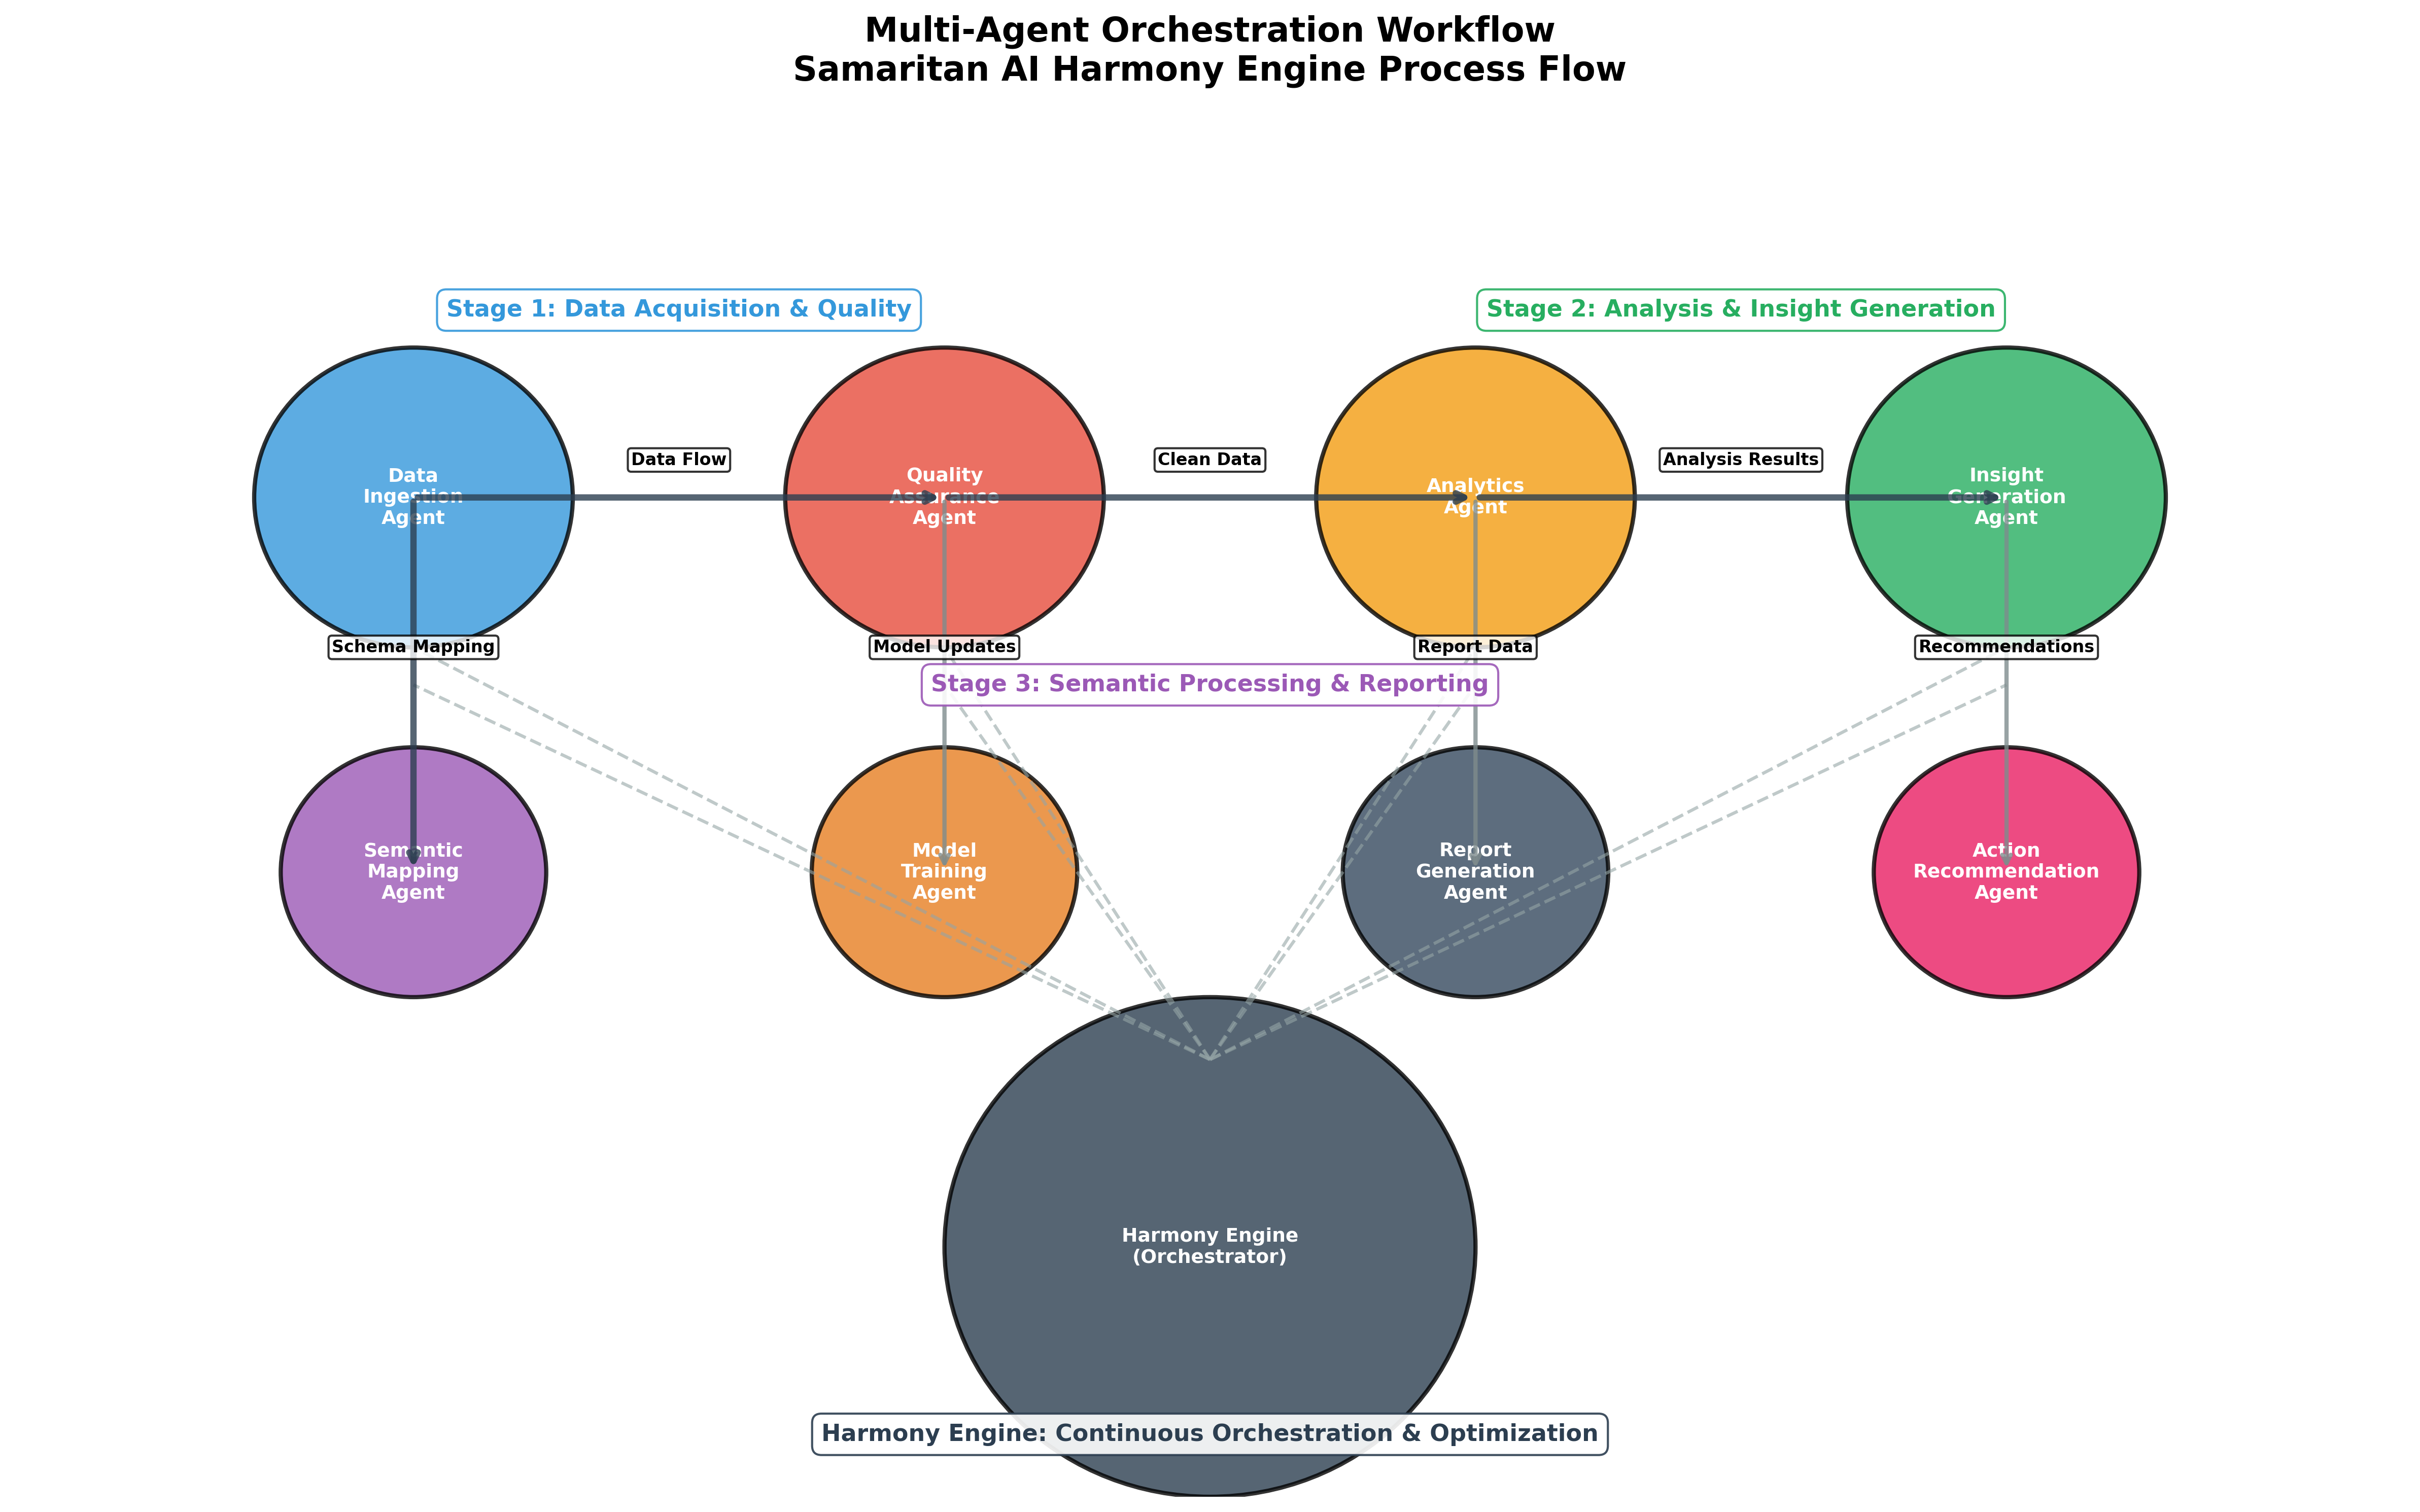 Multi-Agent Orchestration Workflow
Samaritan AI Harmony Engine Process Flow
Stage 1: Data Acquisition & Quality
Stage 2: Analysis & Insight Generation
Data Flow
Clean Data
Analysis Results
Data
Ingestion
Agent
Quality
Assurance
Agent
Analytics
Agent
Insight
Generation
Agent
Schema Mapping
Model Updates
Report Data
Recommendations
Stage 3: Semantic Processing & Reporting
Semantic
Mapping
Agent
Model
Training
Agent
Report
Generation
Agent
Action
Recommendation
Agent
Harmony Engine
(Orchestrator)
Harmony Engine: Continuous Orchestration & Optimization